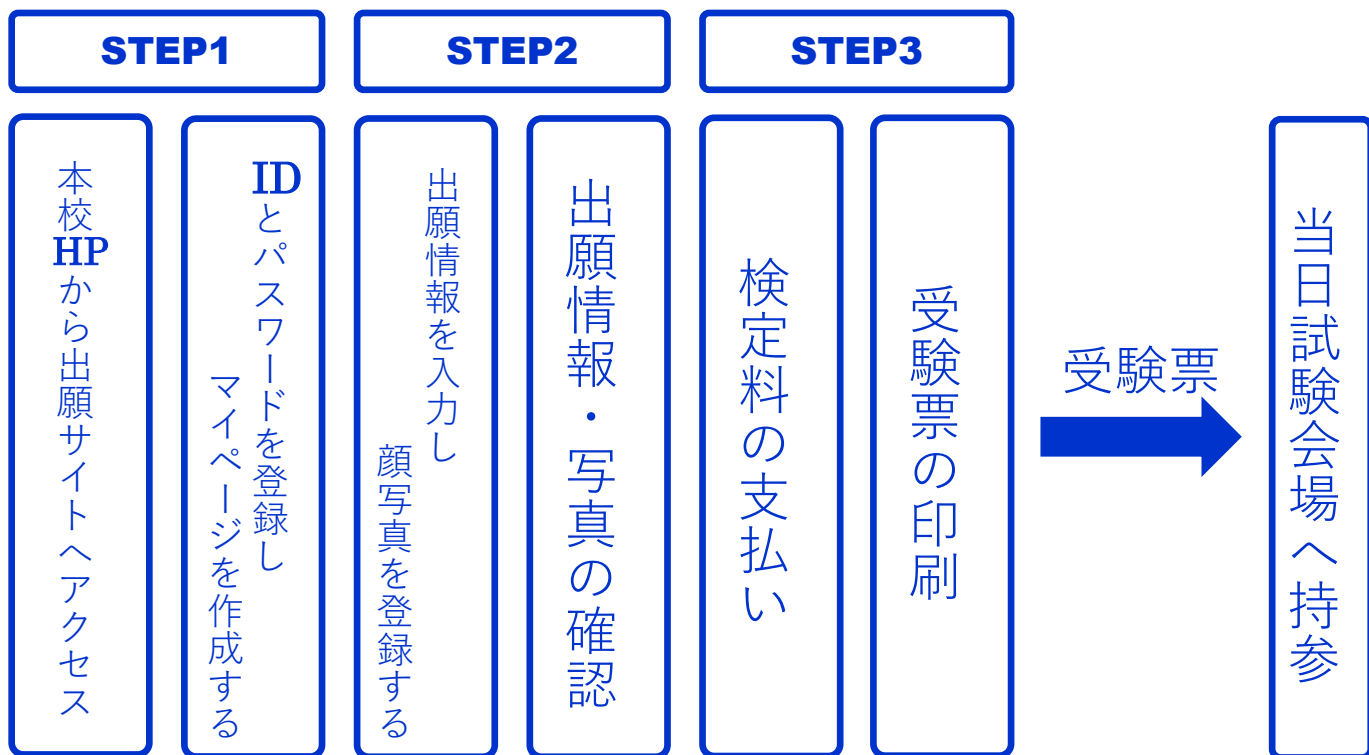 STEP1
STEP2
STEP3
本校HPから出願サイトへアクセス
IDとパスワードを登録し
マイページを作成する
出願情報を入力し
顔写真を登録する
出願情報・写真の確認
検定料の支払い
受験票の印刷
受験票
当日試験会場へ持参